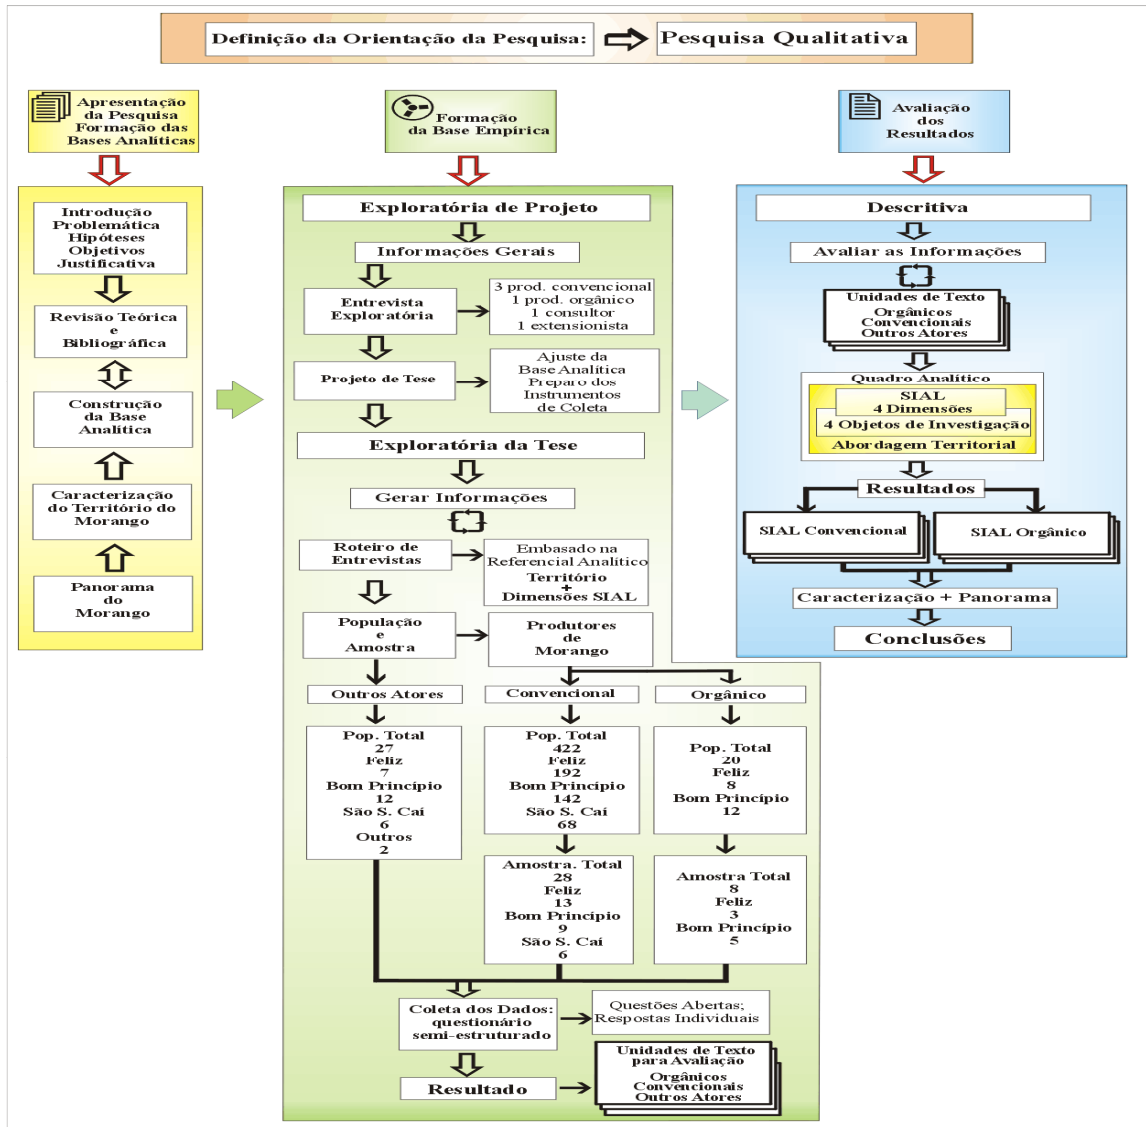 Definição da Orientação da Pesquisa:
Pesquisa Qualitativa
Apresentação
da Pesquisa
Formação das
Bases Analíticas
Introdução
Problemática
Hipóteses
Objetivos
Justificativa
Revisão Teórica
e
Bibliográfica
Construção
da Base
Analítica
Caracterização
do Território do
Morango
Panorama
do
Morango
Formação
da Base Empírica
Exploratória de Projeto
Informações Gerais
Entrevista
Exploratória
3 prod. convencional
1 prod. orgânico
1 consultor
1 extensionista
Projeto de Tese
Ajuste da
Base Analítica
Preparo dos
Instrumentos
de Coleta
Exploratória da Tese
Gerar Informações
Roteiro de
Entrevistas
Embasado na
Referencial Analítico
Território
+
Dimensões SIAL
População
e
Amostra
Produtores
de
Morango
Outros Atores
Convencional
Orgânico
Pop. Total
27
Feliz
7
Bom Princípio
12
São S. Caí
6
Outros
2
Pop. Total
422
Feliz
192
Bom Princípio
142
São S. Caí
68
Pop. Total
20
Feliz
8
Bom Princípio
12
Amostra. Total
28
Feliz
13
Bom Princípio
9
São S. Caí
6
Amostra Total
8
Feliz
3
Bom Princípio
5
Coleta dos Dados:
questionário
semi-estruturado
Questões Abertas;
Respostas Individuais
Resultado
Unidades de Texto
para Avaliação
Orgânicos
Convencionais
Outros Atores
Avaliação
dos
Resultados
Descritiva
Avaliar as Informações
Unidades de Texto
Orgânicos
Convencionais
Outros Atores
Quadro Analítico
SIAL
4 Dimensões
4 Objetos de Investigação
Abordagem Territorial
Resultados
SIAL Convencional
SIAL Orgânico
Caracterização + Panorama
Conclusões